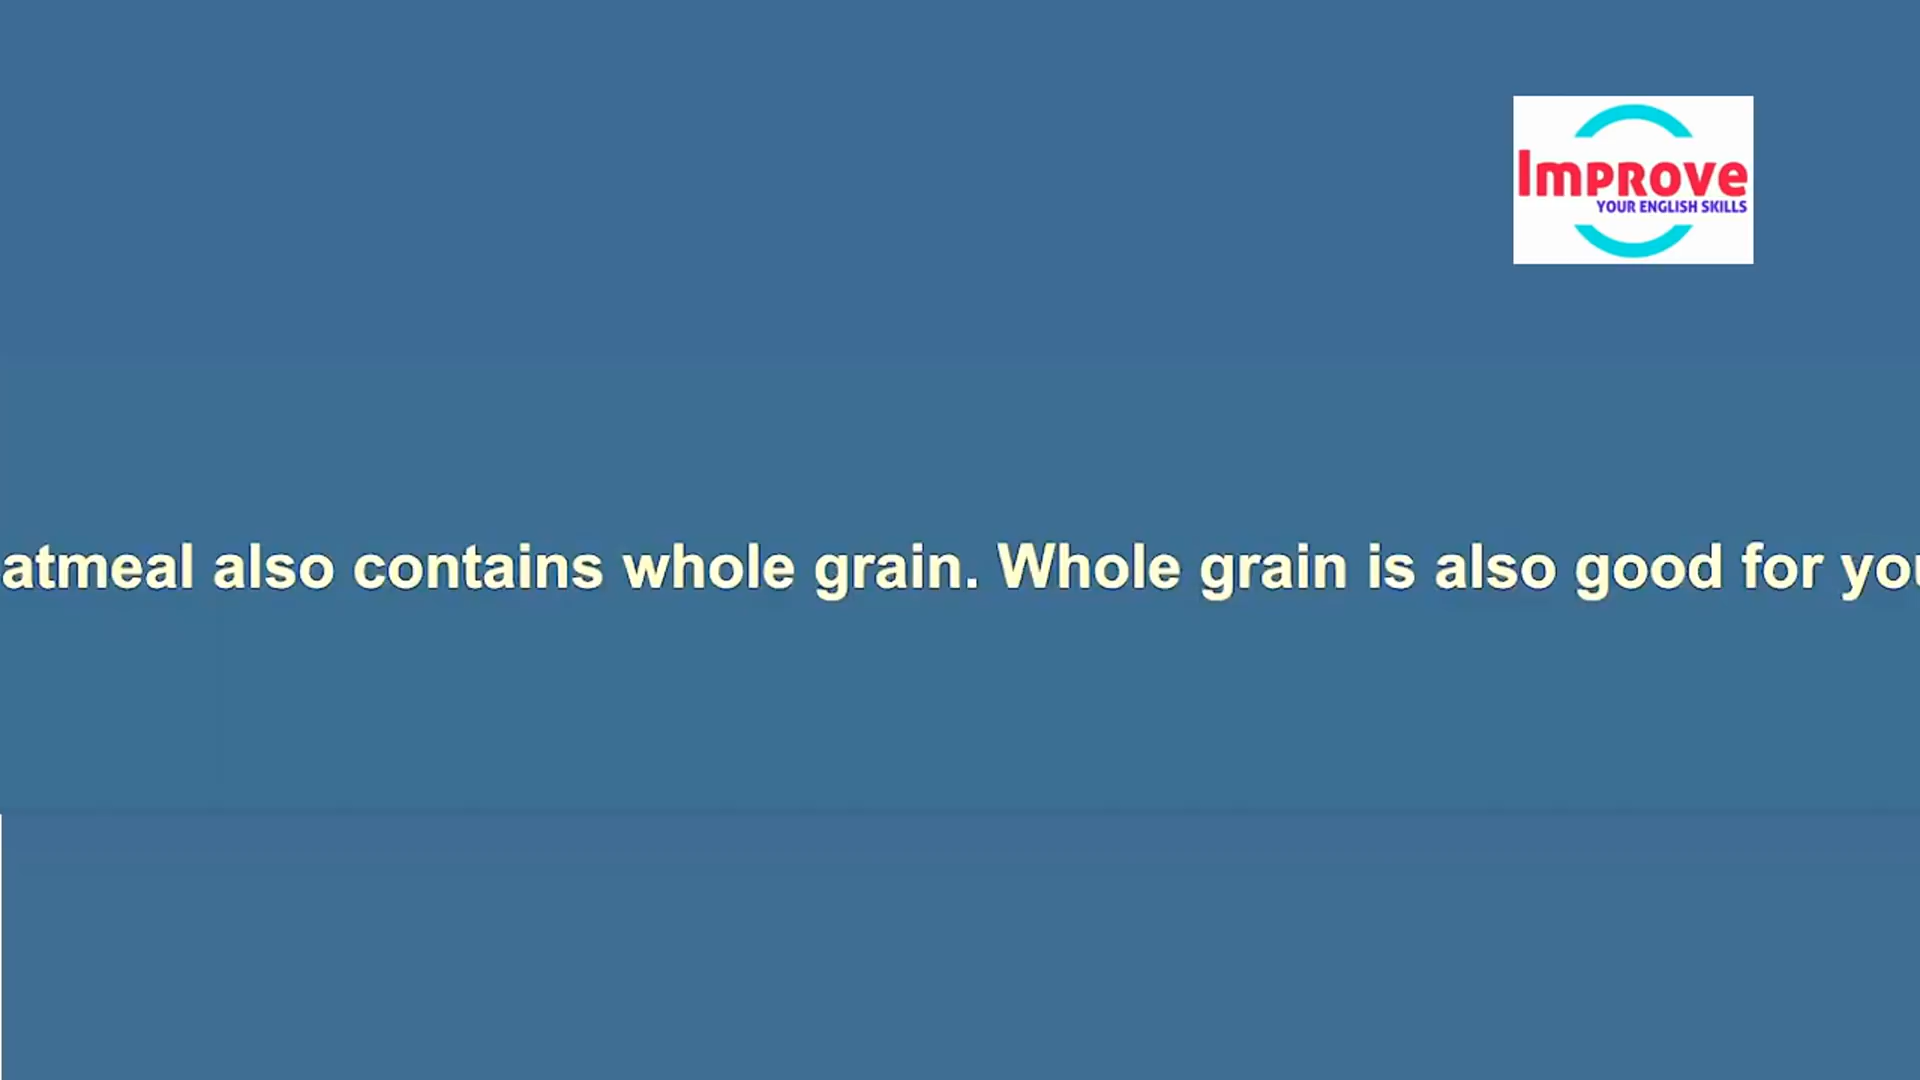 Improve
YOUR ENGLISH SKILLS
atmeal also contains whole grain. Whole grain is also good for you